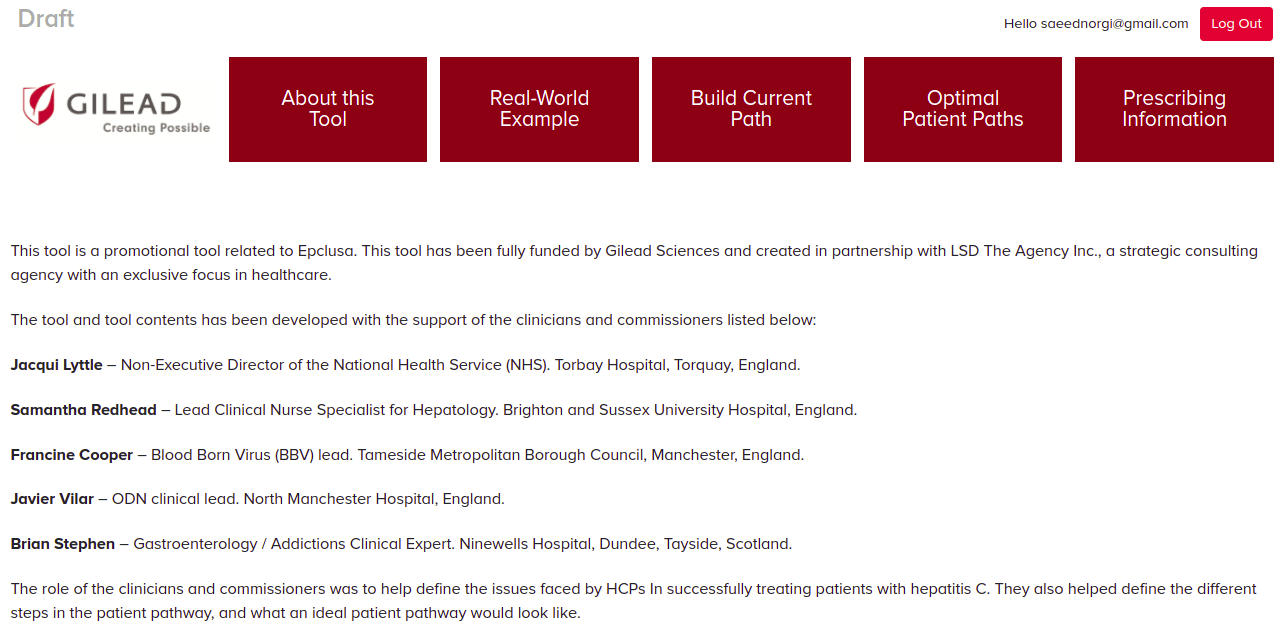 Draft
Hello saeednorgi@gmail.com
Log Out
GILEAD
Creating Possible
About this
Tool
Real-World
Example
Build Current
Path
Optimal
Patient Paths
Prescribing
Information
This tool is a promotional tool related to Epclusa. This tool has been fully funded by Gilead Sciences and created in partnership with LSD The Agency Inc., a strategic consulting
agency with an exclusive focus in healthcare.
The tool and tool contents has been developed with the support of the clinicians and commissioners listed below:
Jacqui Lyttle – Non-Executive Director of the National Health Service (NHS). Torbay Hospital, Torquay, England.
Samantha Redhead – Lead Clinical Nurse Specialist for Hepatology. Brighton and Sussex University Hospital, England.
Francine Cooper – Blood Born Virus (BBV) lead. Tameside Metropolitan Borough Council, Manchester, England.
Javier Vilar – ODN clinical lead. North Manchester Hospital, England.
Brian Stephen – Gastroenterology / Addictions Clinical Expert. Ninewells Hospital, Dundee, Tayside, Scotland.
The role of the clinicians and commissioners was to help define the issues faced by HCPs In successfully treating patients with hepatitis C. They also helped define the different
steps in the patient pathway, and what an ideal patient pathway would look like.